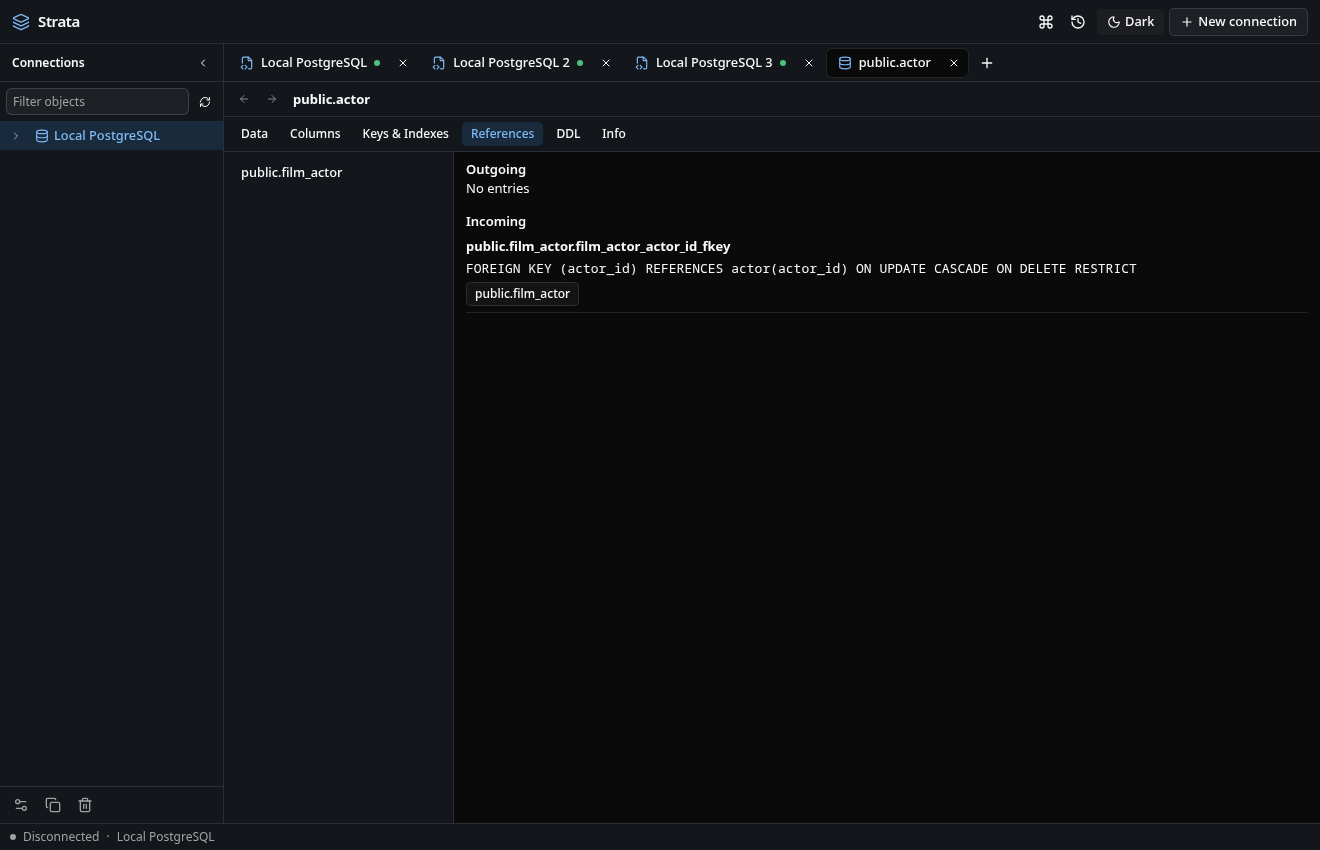 Strata
Dark
New connection
Connections
Local PostgreSQL
Local PostgreSQL 2
Local PostgreSQL 3
public.actor
Filter objects
public.actor
Local PostgreSQL
Data Columns Keys & Indexes References DDL Info
public.film_actor
Outgoing
No entries
Incoming
public.film_actor.film_actor_actor_id_fkey
FOREIGN KEY (actor_id) REFERENCES actor(actor_id) ON UPDATE CASCADE ON DELETE RESTRICT
public.film_actor
Disconnected · Local PostgreSQL